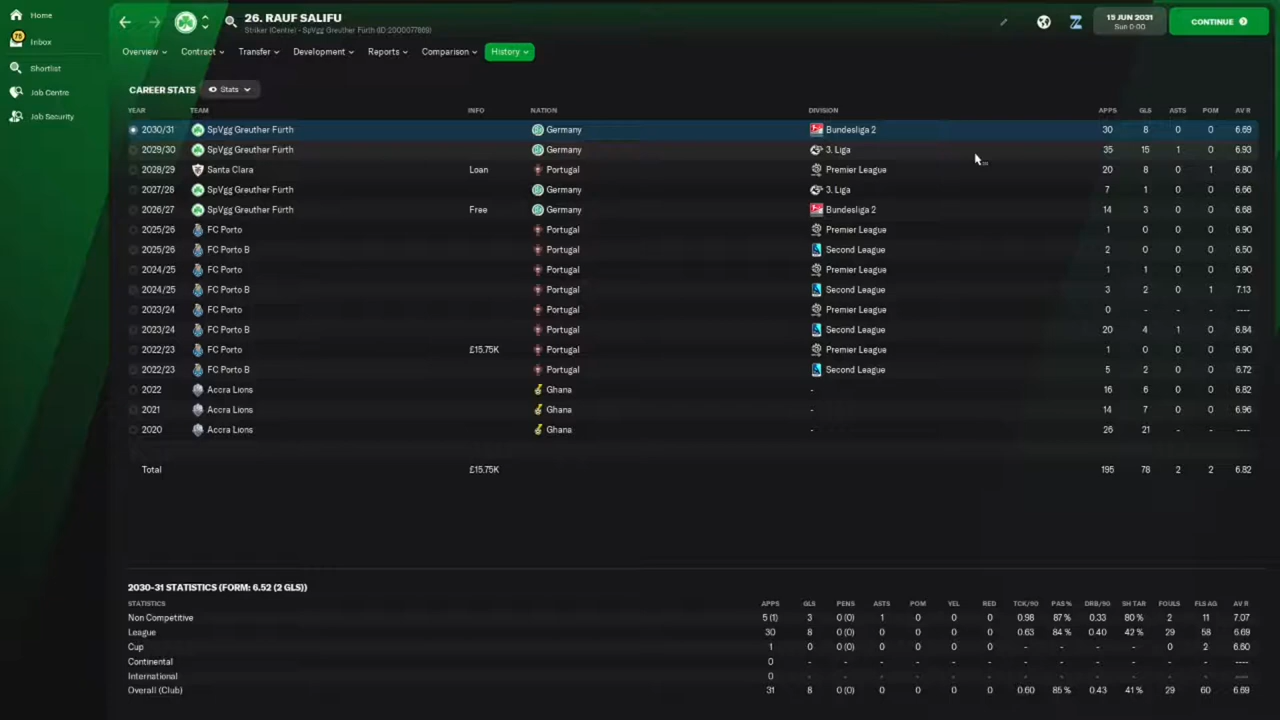 Home
26. RAUF SALIFU
Striker (Centre) - SpVgg Greuther Fürth (ID:2000077869)
15 JUN 2031
Sun 0:00
CONTINUE
75
Inbox
Overview Contract Transfer Development Reports Comparison History
Shortlist
Job Centre
Job Security
CAREER STATS Stats
YEAR TEAM INFO NATION DIVISION APPS GLS ASTS POM AV R
2030/31 SpVgg Greuther Fürth Germany Bundesliga 2 30 8 0 0 6.69
2029/30 SpVgg Greuther Fürth Germany 3. Liga 35 15 1 0 6.93
2028/29 Santa Clara Loan Portugal Premier League 20 8 0 1 6.80
2027/28 SpVgg Greuther Fürth Germany 3. Liga 7 1 0 0 6.66
2026/27 SpVgg Greuther Fürth Free Germany Bundesliga 2 14 3 0 0 6.68
2025/26 FC Porto Portugal Premier League 1 0 0 0 6.90
2025/26 FC Porto B Portugal Second League 2 0 0 0 6.50
2024/25 FC Porto Portugal Premier League 1 1 0 0 6.90
2024/25 FC Porto B Portugal Second League 3 2 0 1 7.13
2023/24 FC Porto Portugal Premier League 0 - - - ----
2023/24 FC Porto B Portugal Second League 20 4 1 0 6.84
2022/23 FC Porto £15.75K Portugal Premier League 1 0 0 0 6.90
2022/23 FC Porto B Portugal Second League 5 2 0 0 6.72
2022 Accra Lions Ghana - 16 6 0 0 6.82
2021 Accra Lions Ghana - 14 7 0 0 6.96
2020 Accra Lions Ghana - 26 21 - - ----
Total £15.75K 195 78 2 2 6.82
2030-31 STATISTICS (FORM: 6.52 (2 GLS))
STATISTICS APPS GLS PENS ASTS POM YEL RED TCK/90 PAS % DRB/90 SH TAR FOULS FLS AG AV R
Non Competitive 5 (1) 3 0 (0) 1 0 0 0 0.98 87 % 0.33 80 % 2 11 7.07
League 30 8 0 (0) 0 0 0 0 0.63 84 % 0.40 42 % 29 58 6.69
Cup 1 0 0 (0) 0 0 0 0 - - - - 0 2 6.60
Continental 0 - - - - - - - - - - - - ----
International 0 - - - - - - - - - - - - ----
Overall (Club) 31 8 0 (0) 0 0 0 0 0.60 85 % 0.43 41 % 29 60 6.69